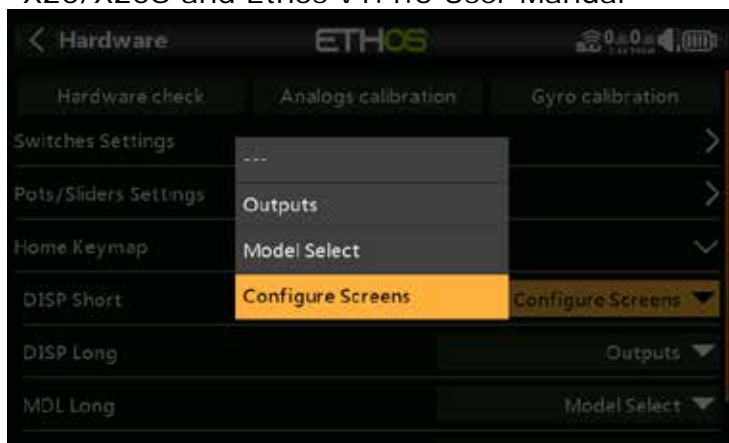 X20/X20S and Ethos V1.1.0 User Manual
Hardware
ETHOS
Hardware check
Analogs calibration
Gyro calibration
Switches Settings
---
Pots/Sliders Settings
Outputs
Home Keymap
Model Select
DISP Short
Configure Screens
Configure Screens
DISP Long
Outputs
MDL Long
Model Select